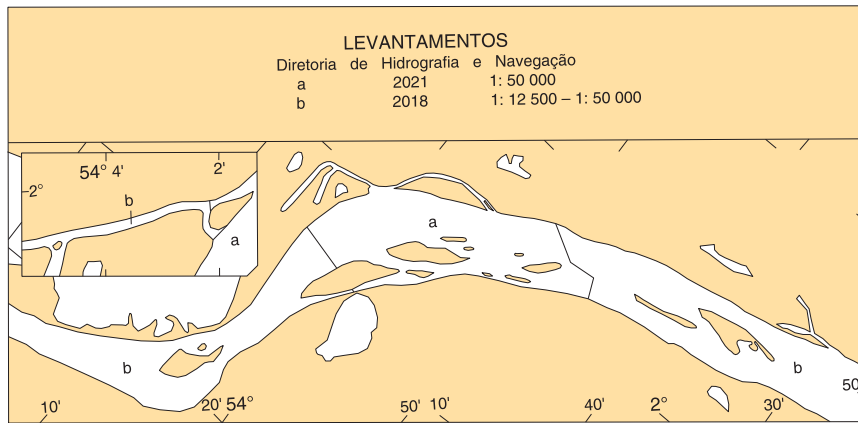 LEVANTAMENTOS
Diretoria de Hidrografia e Navegação
a 2021 1: 50 000
b 2018 1: 12 500 – 1: 50 000
54° 4' 2'
2°
b
a
a
b
b
50
10' 20' 54° 50' 10' 40' 2° 30'